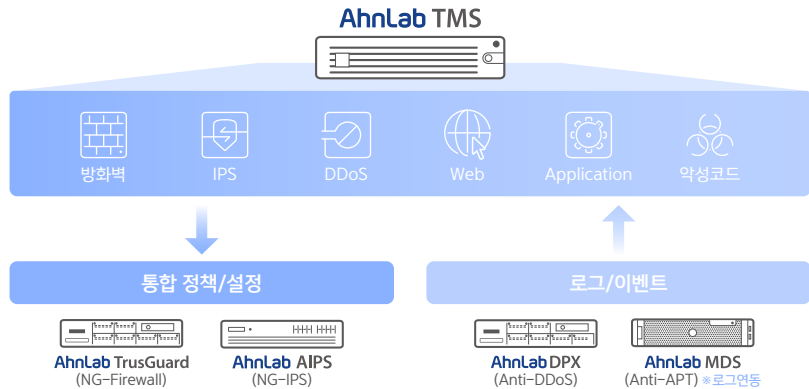 AhnLab TMS
방화벽 IPS DDoS Web Application 악성코드
통합 정책/설정 로그/이벤트
AhnLab TrusGuard AhnLab AIPS AhnLab DPX AhnLab MDS
(NG-Firewall) (NG-IPS) (Anti-DDoS) (Anti-APT) ※로그연동